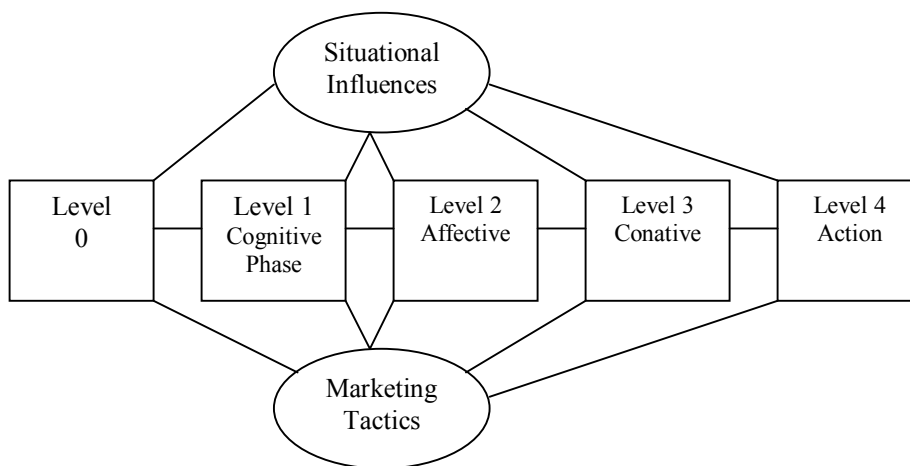 Situational
Influences
Level
0
Level 1
Cognitive
Phase
Level 2
Affective
Level 3
Conative
Level 4
Action
Marketing
Tactics